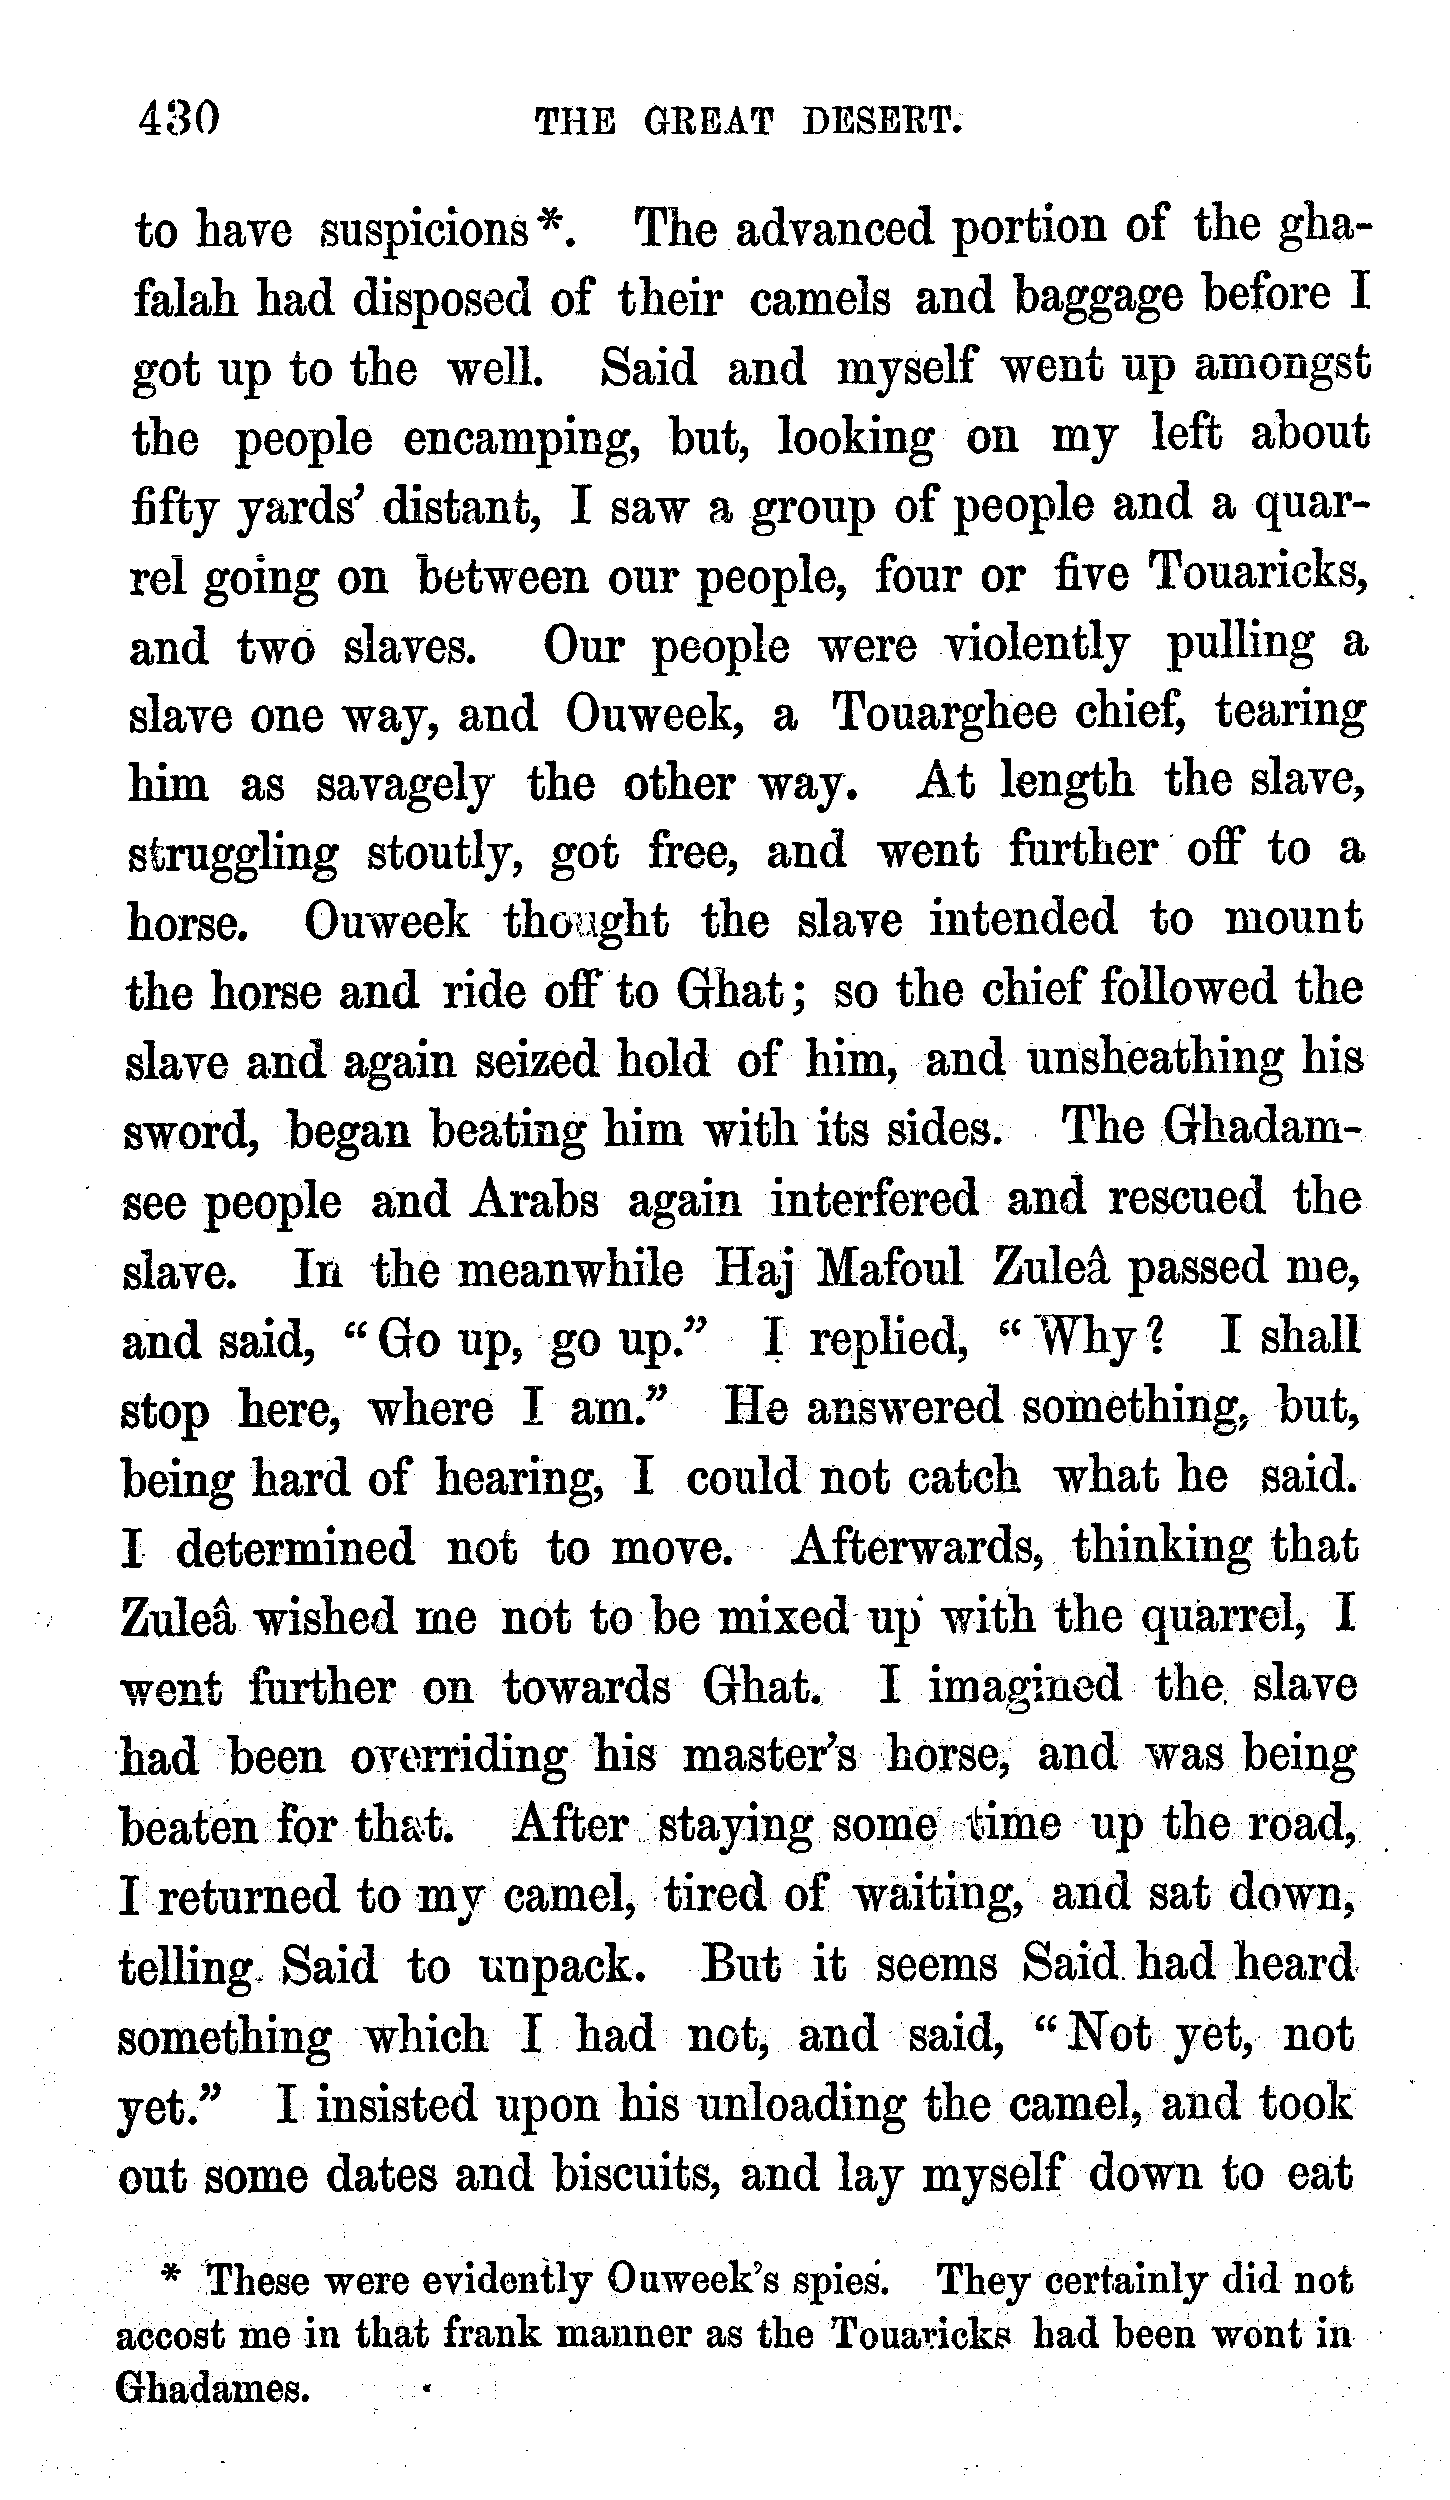 430 THE GREAT DESERT.
to have suspicions*. The advanced portion of the gha-
falah had disposed of their camels and baggage before I
got up to the well. Said and myself went up amongst
the people encamping, but, looking on my left about
fifty yards’ distant, I saw a group of people and a quar-
rel going on between our people, four or five Touaricks,
and two slaves. Our people were violently pulling a
slave one way, and Ouweek, a Touarghee chief, tearing
him as savagely the other way. At length the slave,
struggling stoutly, got free, and went further off to a
horse. Ouweek thought the slave intended to mount
the horse and ride off to Ghat; so the chief followed the
slave and again seized hold of him, and unsheathing his
sword, began beating him with its sides. The Ghadam-
see people and Arabs again interfered and rescued the
slave. In the meanwhile Haj Mafoul Zuleâ passed me,
and said, “Go up, go up.” I replied, “Why? I shall
stop here, where I am.” He answered something, but,
being hard of hearing, I could not catch what he said.
I determined not to move. Afterwards, thinking that
Zuleâ wished me not to be mixed up with the quarrel, I
went further on towards Ghat. I imagined the slave
had been overriding his master’s horse, and was being
beaten for that. After staying some time up the road,
I returned to my camel, tired of waiting, and sat down,
telling Said to unpack. But it seems Said had heard
something which I had not, and said, “Not yet, not
yet.” I insisted upon his unloading the camel, and took
out some dates and biscuits, and lay myself down to eat
* These were evidently Ouweek’s spies. They certainly did not
accost me in that frank manner as the Touaricks had been wont in
Ghadames.